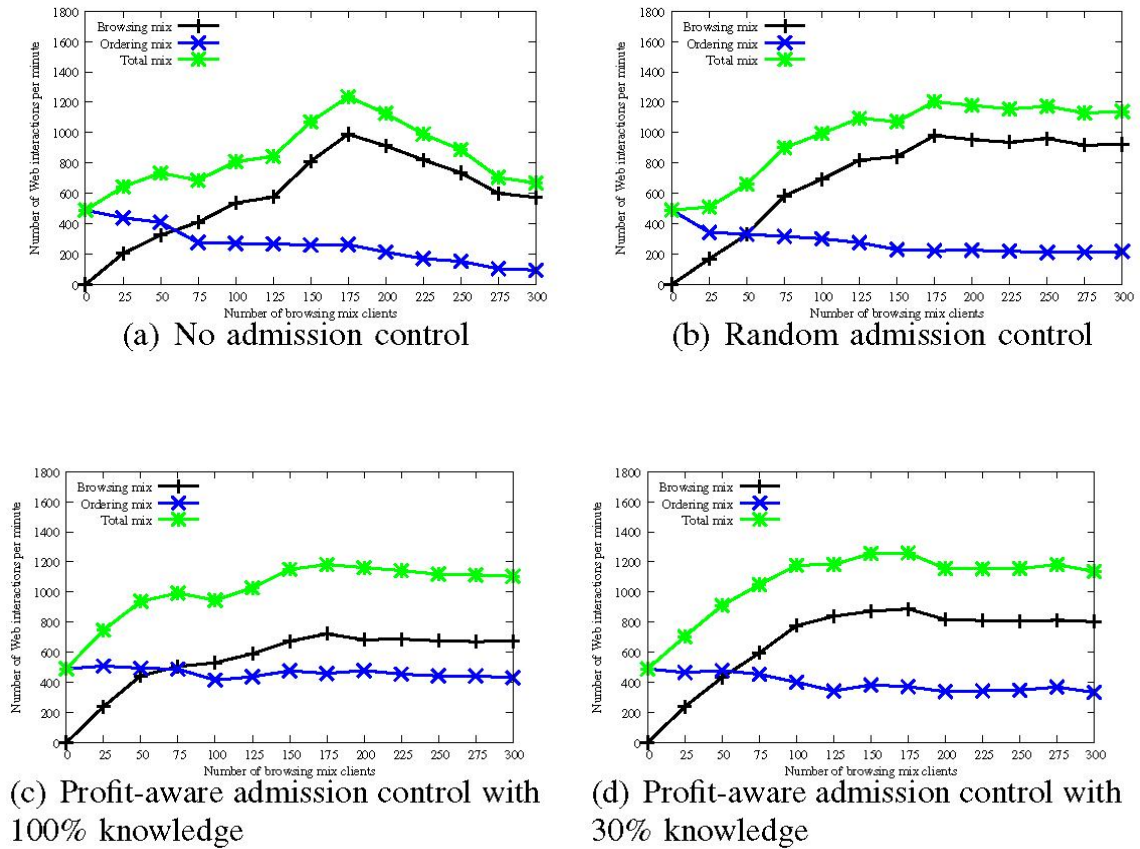 1800
1600
1400
1200
1000
800
600
400
200
0
Number of Web interactions per minute
Browsing mix
Ordering mix
Total mix
0 25 50 75 100 125 150 175 200 225 250 275 300
Number of browsing mix clients
(a) No admission control
1800
1600
1400
1200
1000
800
600
400
200
0
Number of Web interactions per minute
Browsing mix
Ordering mix
Total mix
0 25 50 75 100 125 150 175 200 225 250 275 300
Number of browsing mix clients
(b) Random admission control
1800
1600
1400
1200
1000
800
600
400
200
0
Number of Web interactions per minute
Browsing mix
Ordering mix
Total mix
0 25 50 75 100 125 150 175 200 225 250 275 300
Number of browsing mix clients
(c) Profit-aware admission control with
100% knowledge
1800
1600
1400
1200
1000
800
600
400
200
0
Number of Web interactions per minute
Browsing mix
Ordering mix
Total mix
0 25 50 75 100 125 150 175 200 225 250 275 300
Number of browsing mix clients
(d) Profit-aware admission control with
30% knowledge